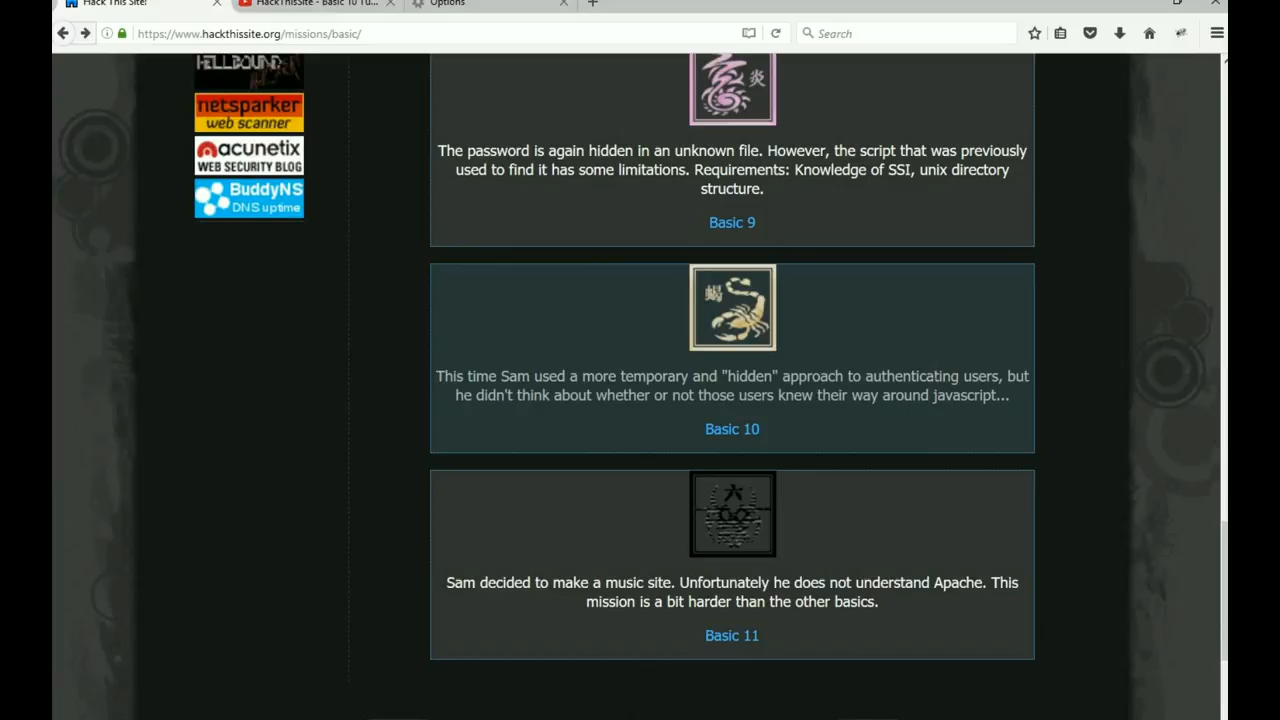 Hack This Site!
HackThisSite - Basic 10 Tu...
Options
https://www.hackthissite.org/missions/basic/
Search
HELLBOUND
netsparker
web scanner
acunetix
WEB SECURITY BLOG
BuddyNS
DNS uptime
炎
The password is again hidden in an unknown file. However, the script that was previously
used to find it has some limitations. Requirements: Knowledge of SSI, unix directory
structure.
Basic 9
蝎
This time Sam used a more temporary and "hidden" approach to authenticating users, but
he didn't think about whether or not those users knew their way around javascript...
Basic 10
六
Sam decided to make a music site. Unfortunately he does not understand Apache. This
mission is a bit harder than the other basics.
Basic 11